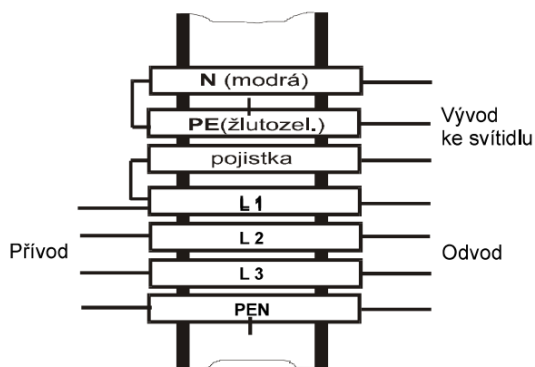 N (modrá)
PE(žlutozel.)
pojistka
L 1
L 2
L 3
PEN
Přívod
Vývod
ke svítidlu
Odvod